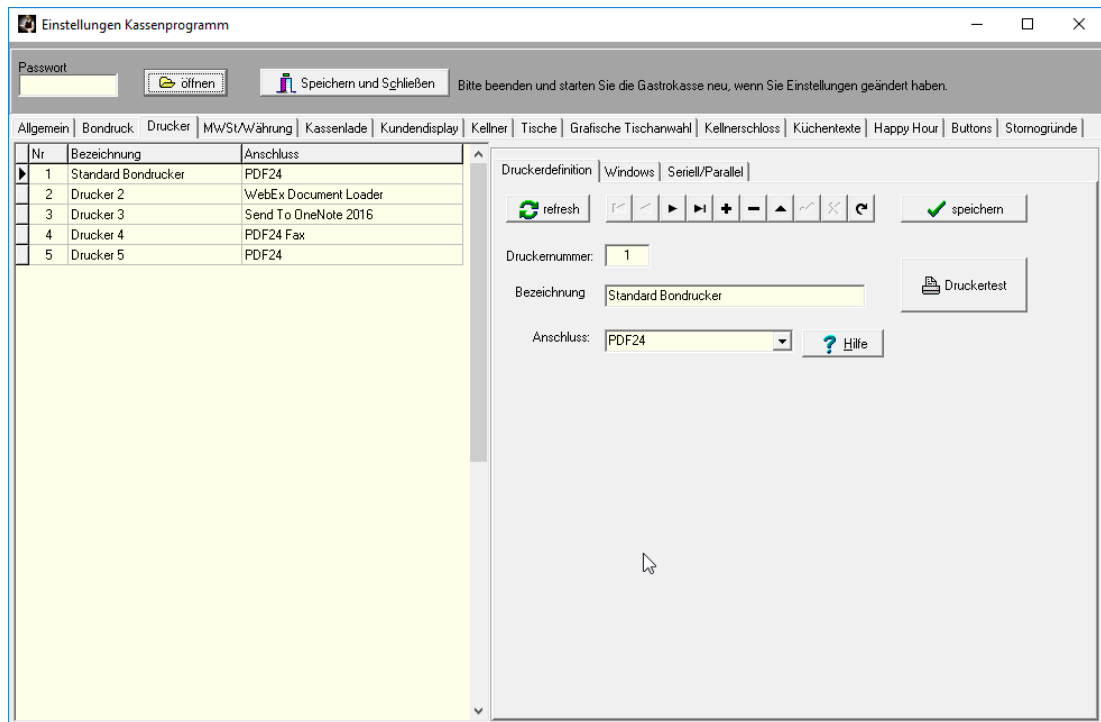 Einstellungen Kassenprogramm
Passwort
öffnen
Speichern und Schließen
Bitte beenden und starten Sie die Gastrokasse neu, wenn Sie Einstellungen geändert haben.
Allgemein Bondruck Drucker MWSt/Währung Kassenlade Kundendisplay Kellner Tische Grafische Tischanwahl Kellnerschloss Küchentexte Happy Hour Buttons Stornogründe
Nr Bezeichnung Anschluss
1 Standard Bondrucker PDF24
2 Drucker 2 WebEx Document Loader
3 Drucker 3 Send To OneNote 2016
4 Drucker 4 PDF24 Fax
5 Drucker 5 PDF24
Druckerdefinition Windows Seriell/Parallel
refresh
speichern
Druckernummer: 1
Druckertest
Bezeichnung Standard Bondrucker
Anschluss: PDF24
Hilfe